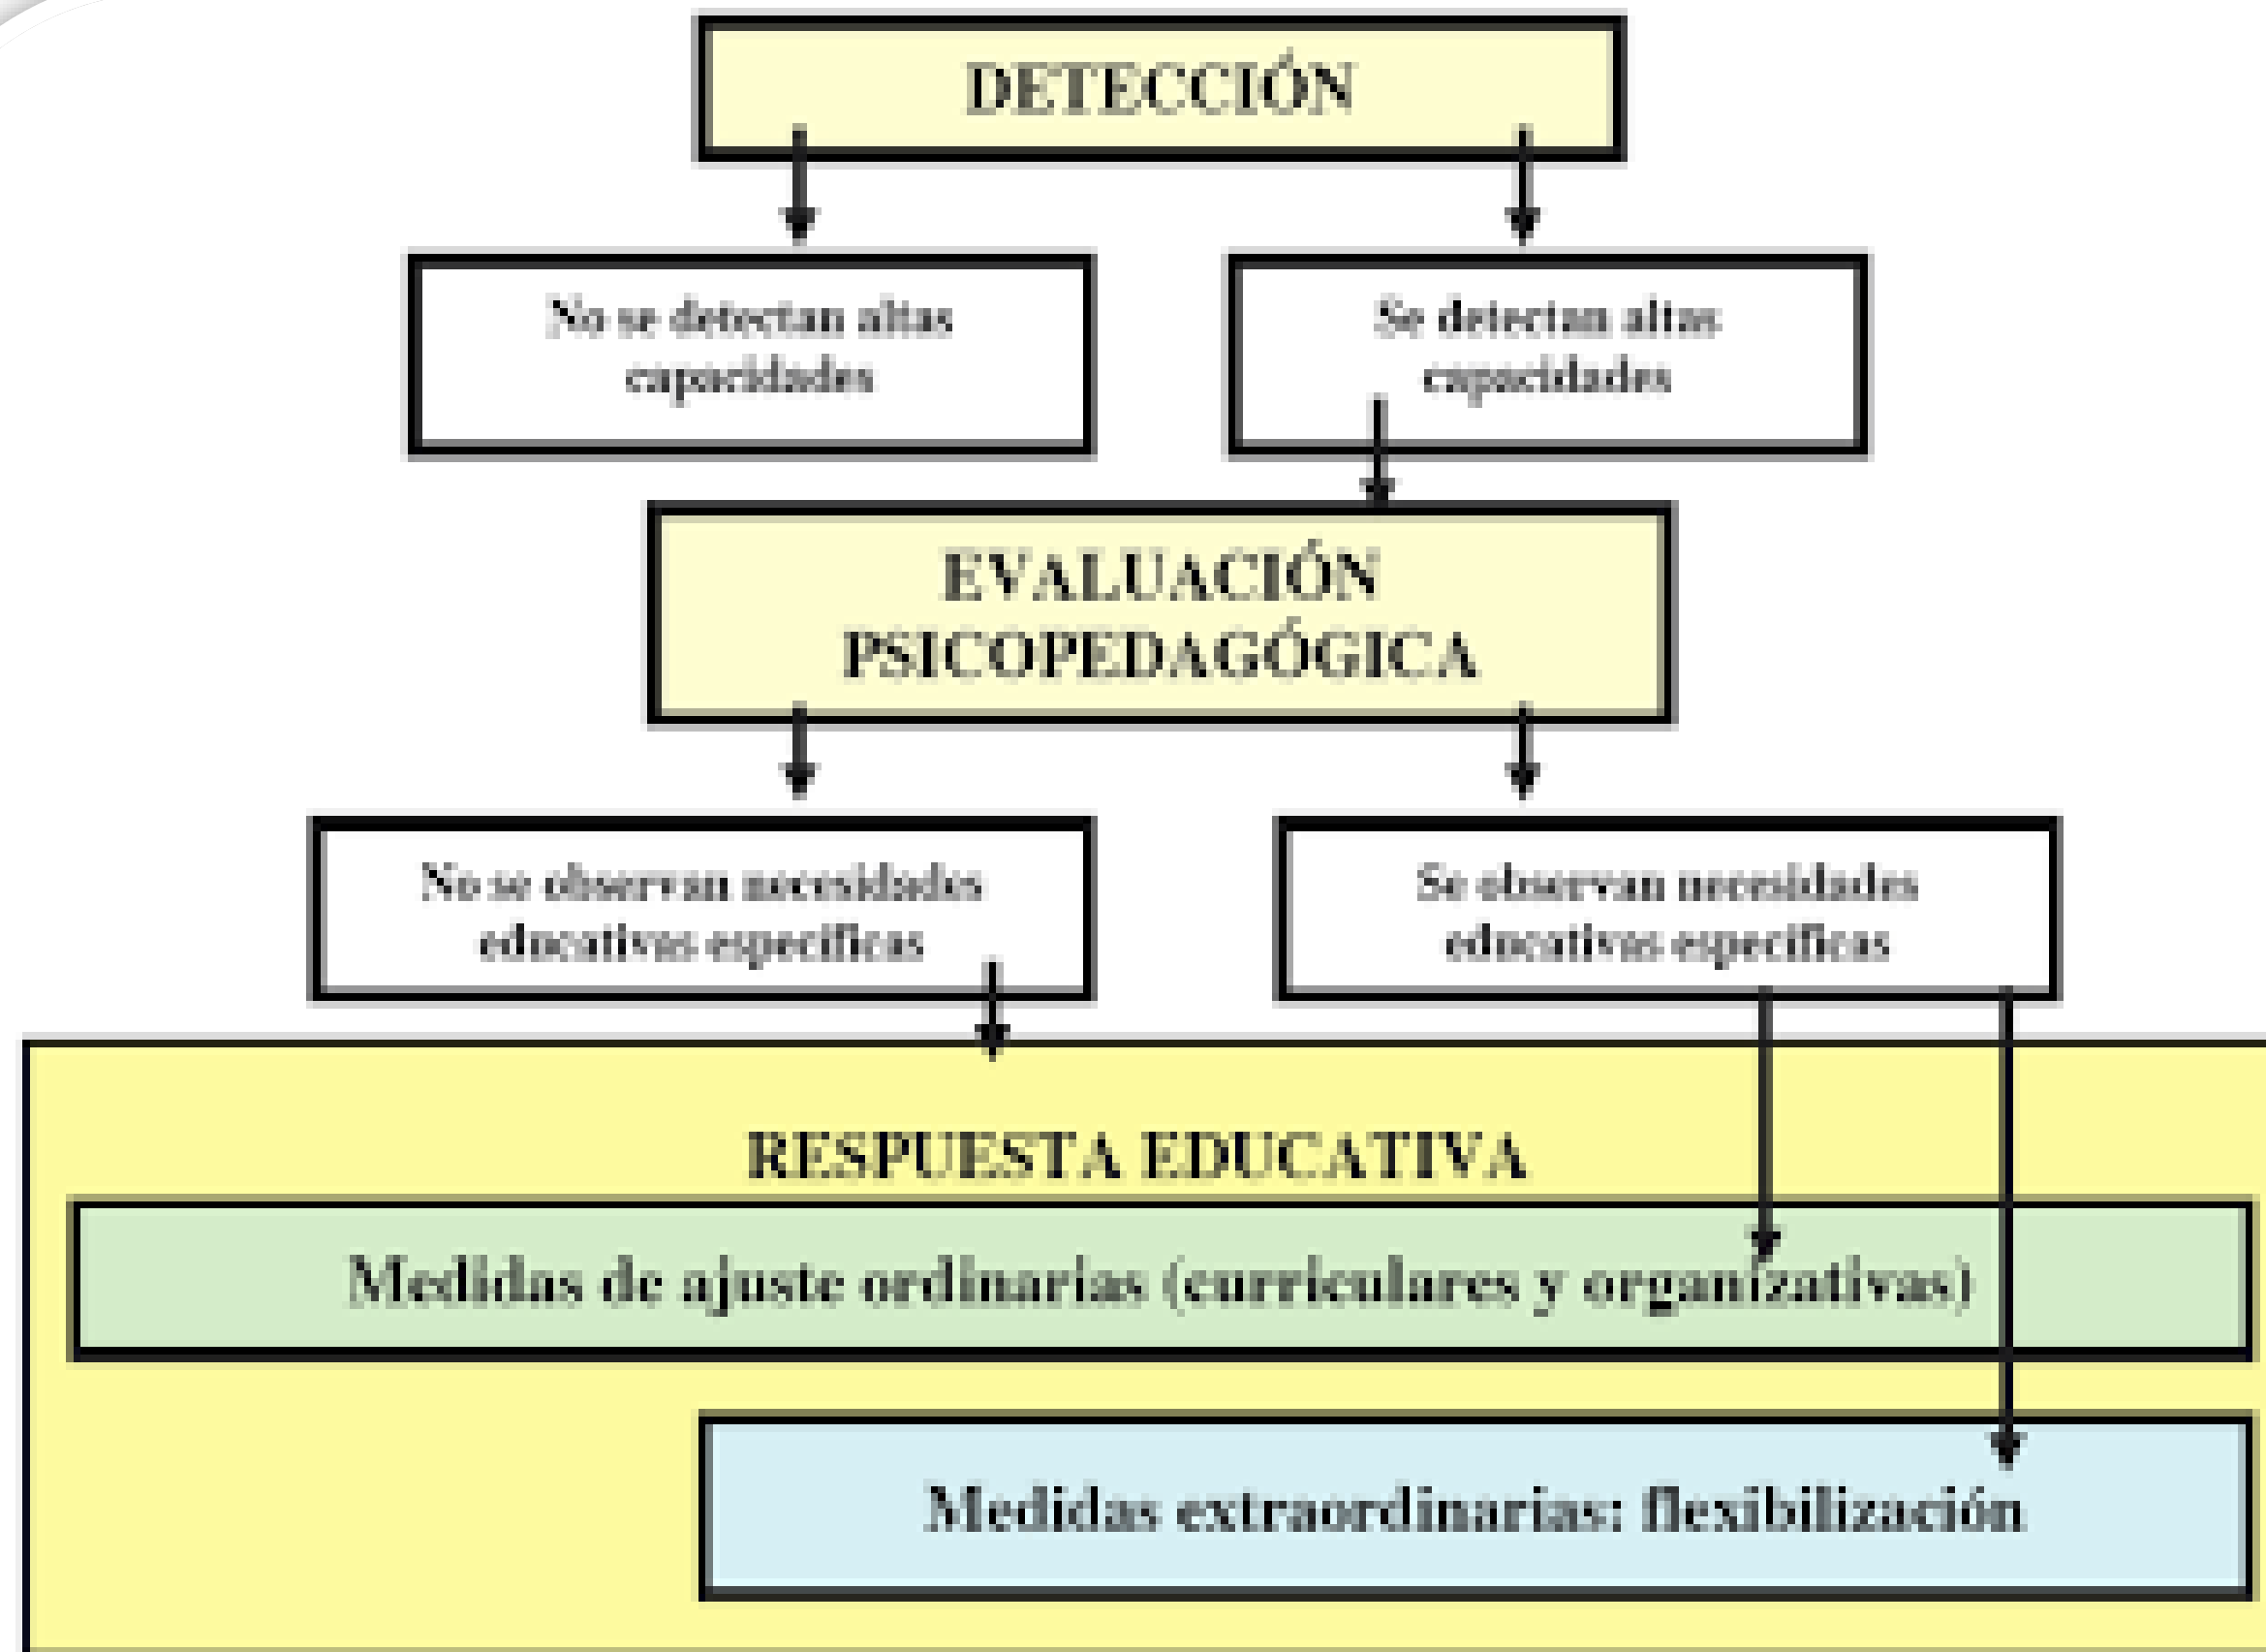 DETECCIÓN
No se detectan altas
capacidades
Se detectan altas
capacidades
EVALUACIÓN
PSICOPEDAGÓGICA
No se observan necesidades
educativas específicas
Se observan necesidades
educativas específicas
RESPUESTA EDUCATIVA
Medidas de ajuste ordinarias (curriculares y organizativas)
Medidas extraordinarias: flexibilización